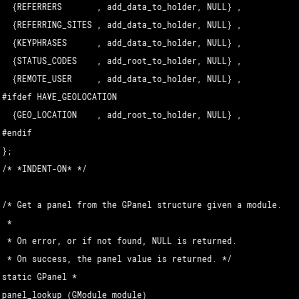 {REFERRERS       , add_data_to_holder, NULL} ,
{REFERRING_SITES , add_data_to_holder, NULL} ,
{KEYPHRASES      , add_data_to_holder, NULL} ,
{STATUS_CODES    , add_root_to_holder, NULL} ,
{REMOTE_USER     , add_data_to_holder, NULL} ,
#ifdef HAVE_GEOLOCATION
{GEO_LOCATION    , add_root_to_holder, NULL} ,
#endif
};
/* *INDENT-ON* */
/* Get a panel from the GPanel structure given a module.
*
* On error, or if not found, NULL is returned.
* On success, the panel value is returned. */
static GPanel *
panel_lookup (GModule module)